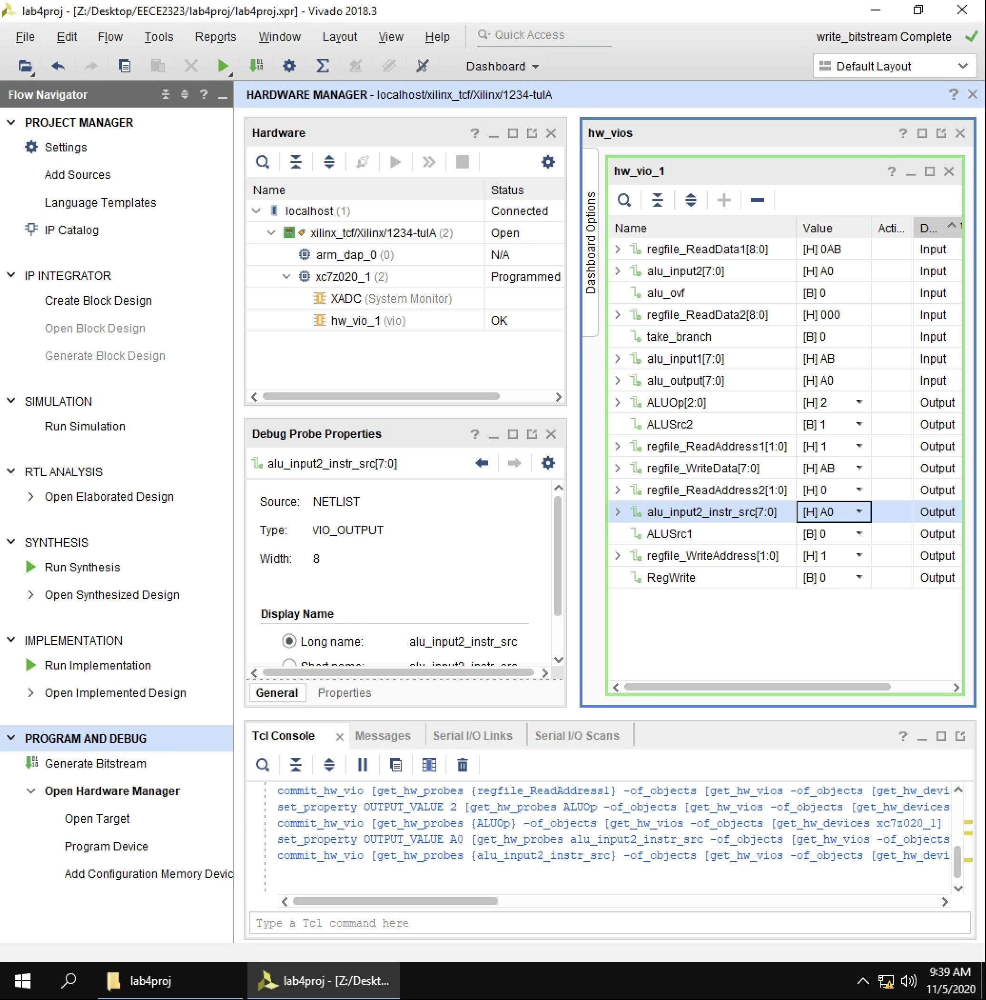 lab4proj - [Z:/Desktop/EECE2323/lab4proj/lab4proj.xpr] - Vivado 2018.3
File Edit Flow Tools Reports Window Layout View Help Quick Access write_bitstream Complete
Dashboard Default Layout
Flow Navigator
HARDWARE MANAGER - localhost/xilinx_tcf/Xilinx/1234-tulA
PROJECT MANAGER
Settings
Add Sources
Language Templates
IP Catalog
IP INTEGRATOR
Create Block Design
Open Block Design
Generate Block Design
SIMULATION
Run Simulation
RTL ANALYSIS
Open Elaborated Design
SYNTHESIS
Run Synthesis
Open Synthesized Design
IMPLEMENTATION
Run Implementation
Open Implemented Design
PROGRAM AND DEBUG
Generate Bitstream
Open Hardware Manager
Open Target
Program Device
Add Configuration Memory Devic
Hardware
Name Status
localhost (1) Connected
xilinx_tcf/Xilinx/1234-tulA (2) Open
arm_dap_0 (0) N/A
xc7z020_1 (2) Programmed
XADC (System Monitor)
hw_vio_1 (vio) OK
Debug Probe Properties
alu_input2_instr_src[7:0]
Source: NETLIST
Type: VIO_OUTPUT
Width: 8
Display Name
Long name: alu_input2_instr_src
Short name: alu_input2_instr_src
General Properties
hw_vios
Dashboard Options
hw_vio_1
Name Value Acti... D... 1
regfile_ReadData1[8:0] [H] 0AB Input
alu_input2[7:0] [H] A0 Input
alu_ovf [B] 0 Input
regfile_ReadData2[8:0] [H] 000 Input
take_branch [B] 0 Input
alu_input1[7:0] [H] AB Input
alu_output[7:0] [H] A0 Input
ALUOp[2:0] [H] 2 Output
ALUSrc2 [B] 1 Output
regfile_ReadAddress1[1:0] [H] 1 Output
regfile_WriteData[7:0] [H] AB Output
regfile_ReadAddress2[1:0] [H] 0 Output
alu_input2_instr_src[7:0] [H] A0 Output
ALUSrc1 [B] 0 Output
regfile_WriteAddress[1:0] [H] 1 Output
RegWrite [B] 0 Output
Tcl Console Messages Serial I/O Links Serial I/O Scans
commit_hw_vio [get_hw_probes {regfile_ReadAddress1} -of_objects [get_hw_vios -of_objects [get_hw_devi
set_property OUTPUT_VALUE 2 [get_hw_probes ALUOp -of_objects [get_hw_vios -of_objects [get_hw_devices
commit_hw_vio [get_hw_probes {ALUOp} -of_objects [get_hw_vios -of_objects [get_hw_devices xc7z020_1]
set_property OUTPUT_VALUE A0 [get_hw_probes alu_input2_instr_src -of_objects [get_hw_vios -of_objects
commit_hw_vio [get_hw_probes {alu_input2_instr_src} -of_objects [get_hw_vios -of_objects [get_hw_devi
Type a Tcl command here
lab4proj
lab4proj - [Z:/Deskt...
9:39 AM
11/5/2020